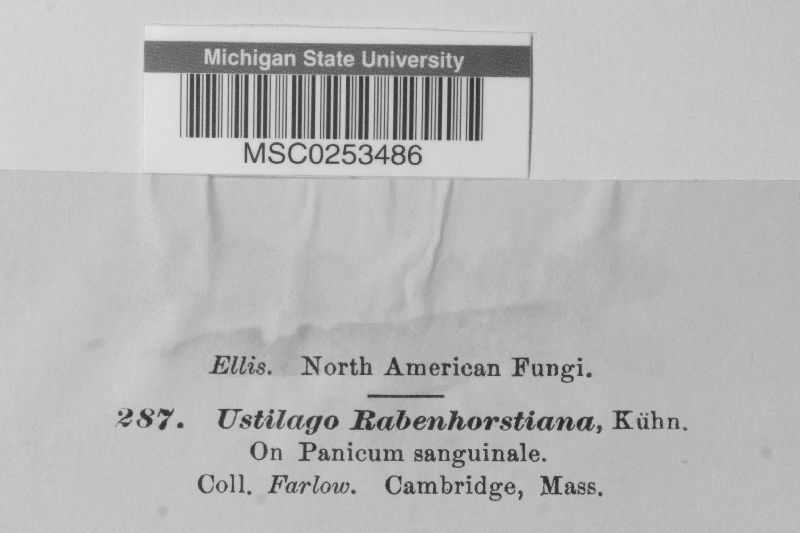 Michigan State University
MSC0253486
Ellis. North American Fungi.
287. Ustilago Rabenhorstiana, Kühn.
On Panicum sanguinale.
Coll. Farlow. Cambridge, Mass.